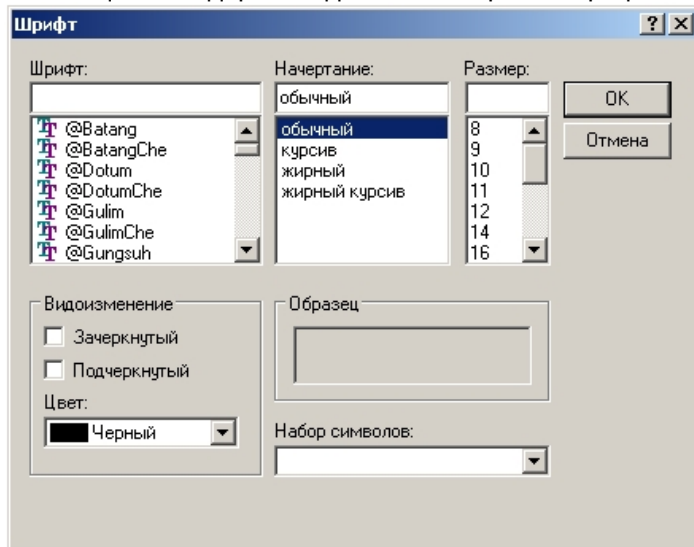 Шрифт
Шрифт:
Начертание:
Размер:
обычный
OK
Отмена
@Batang
@BatangChe
@Dotum
@DotumChe
@Gulim
@GulimChe
@Gungsuh
обычный
курсив
жирный
жирный курсив
8
9
10
11
12
14
16
Видоизменение
Зачеркнутый
Подчеркнутый
Цвет:
Черный
Образец
Набор символов: